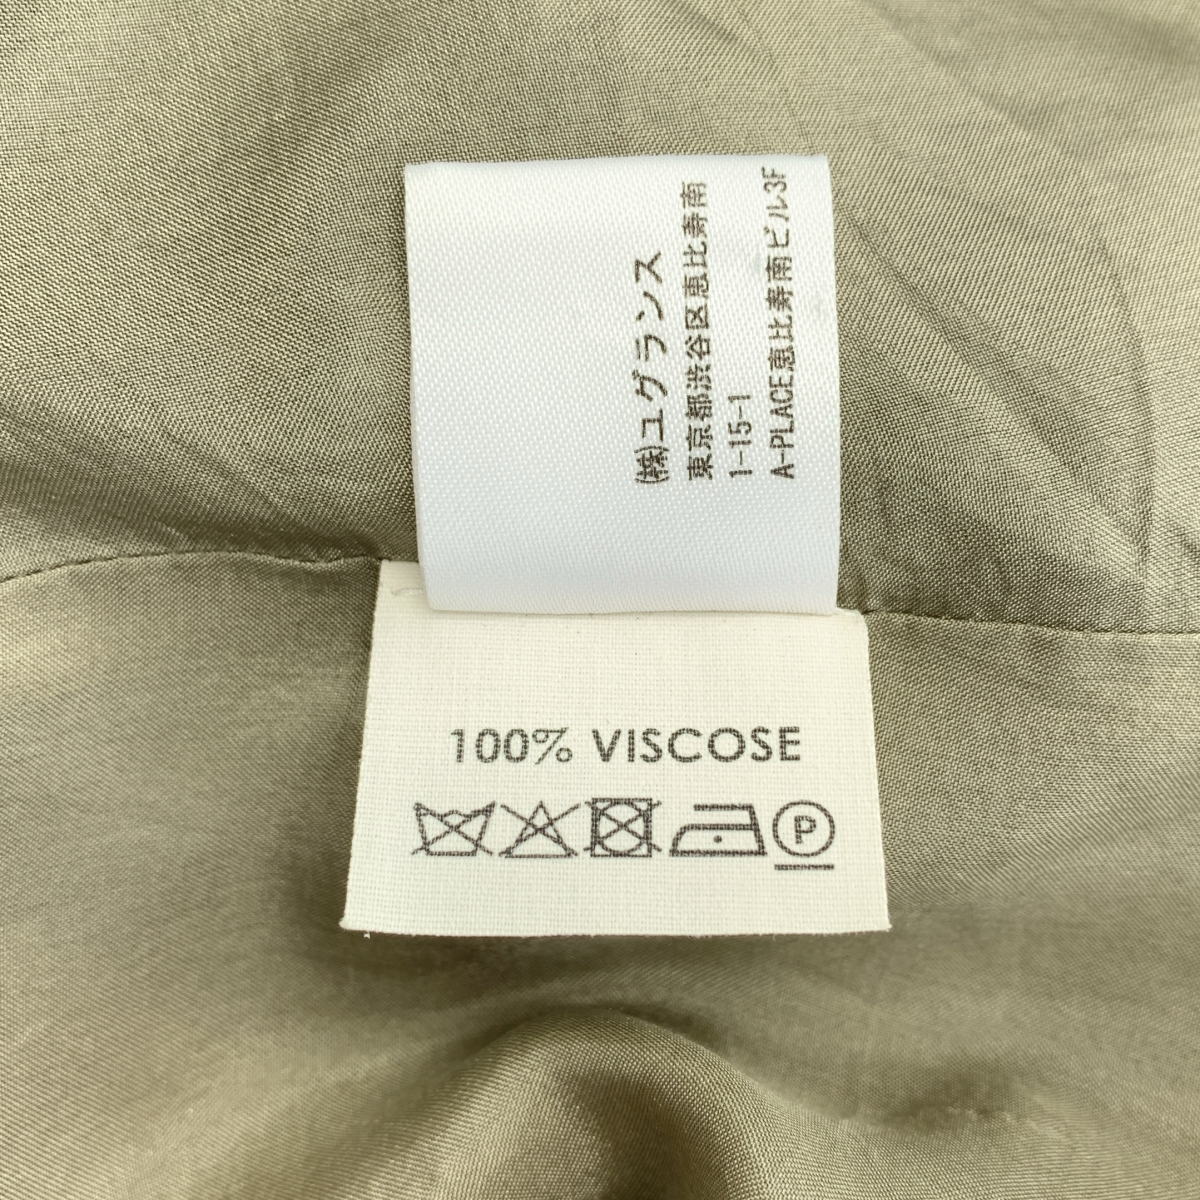 (株)ユグランス
東京都渋谷区恵比寿南
1-15-1
A-PLACE恵比寿南ビル3F
100% VISCOSE
P